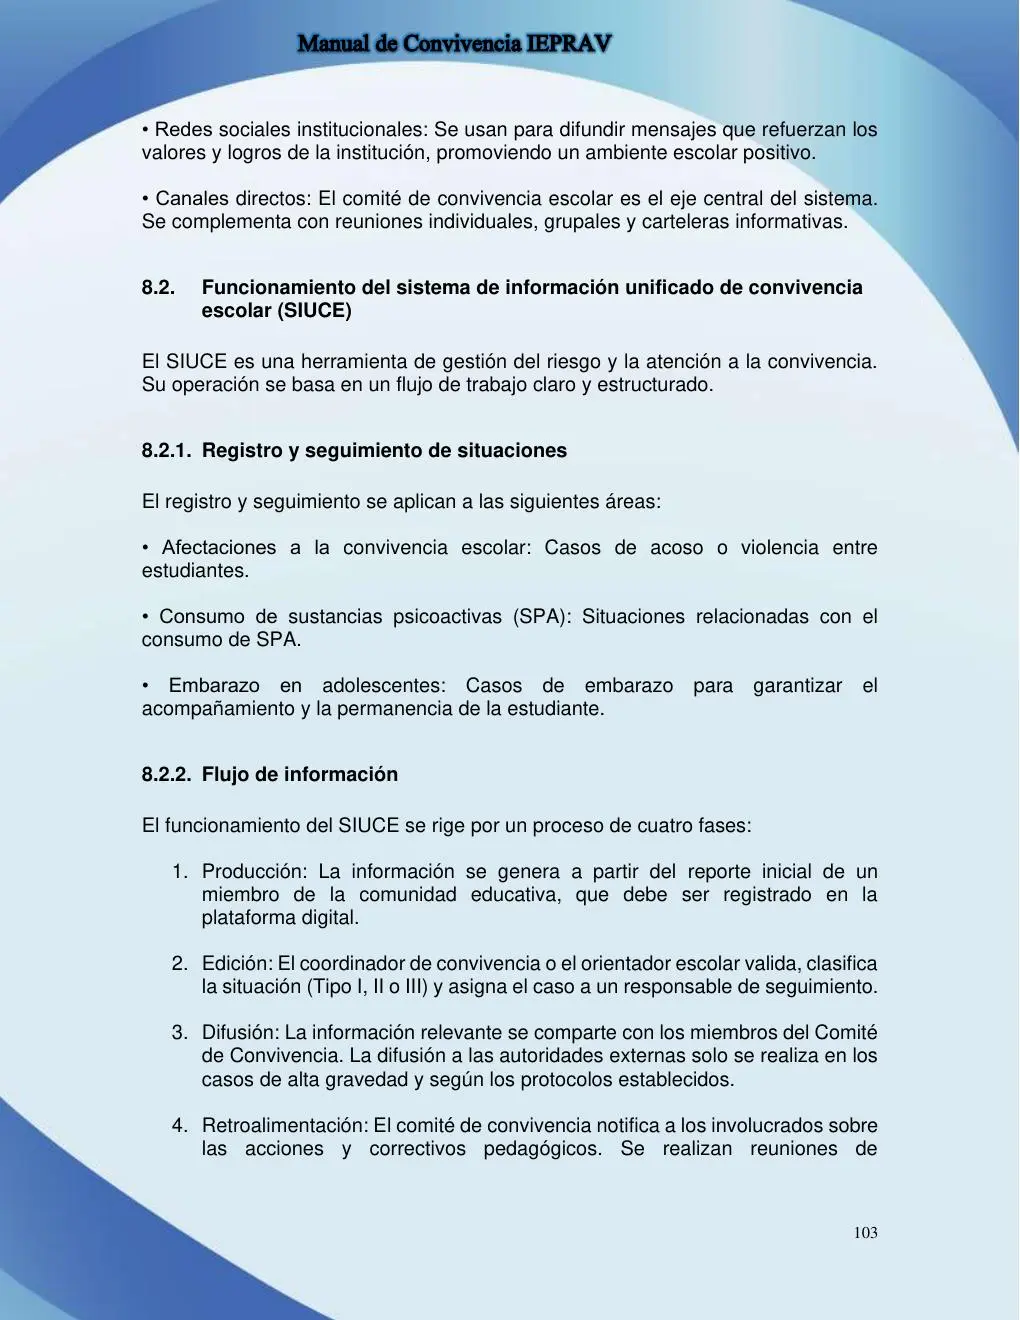 Manual de Convivencia IEPRAV
• Redes sociales institucionales: Se usan para difundir mensajes que refuerzan los
valores y logros de la institución, promoviendo un ambiente escolar positivo.
• Canales directos: El comité de convivencia escolar es el eje central del sistema.
Se complementa con reuniones individuales, grupales y carteleras informativas.
8.2. Funcionamiento del sistema de información unificado de convivencia
escolar (SIUCE)
El SIUCE es una herramienta de gestión del riesgo y la atención a la convivencia.
Su operación se basa en un flujo de trabajo claro y estructurado.
8.2.1. Registro y seguimiento de situaciones
El registro y seguimiento se aplican a las siguientes áreas:
• Afectaciones a la convivencia escolar: Casos de acoso o violencia entre
estudiantes.
• Consumo de sustancias psicoactivas (SPA): Situaciones relacionadas con el
consumo de SPA.
• Embarazo en adolescentes: Casos de embarazo para garantizar el
acompañamiento y la permanencia de la estudiante.
8.2.2. Flujo de información
El funcionamiento del SIUCE se rige por un proceso de cuatro fases:
1. Producción: La información se genera a partir del reporte inicial de un
miembro de la comunidad educativa, que debe ser registrado en la
plataforma digital.
2. Edición: El coordinador de convivencia o el orientador escolar valida, clasifica
la situación (Tipo I, II o III) y asigna el caso a un responsable de seguimiento.
3. Difusión: La información relevante se comparte con los miembros del Comité
de Convivencia. La difusión a las autoridades externas solo se realiza en los
casos de alta gravedad y según los protocolos establecidos.
4. Retroalimentación: El comité de convivencia notifica a los involucrados sobre
las acciones y correctivos pedagógicos. Se realizan reuniones de
103